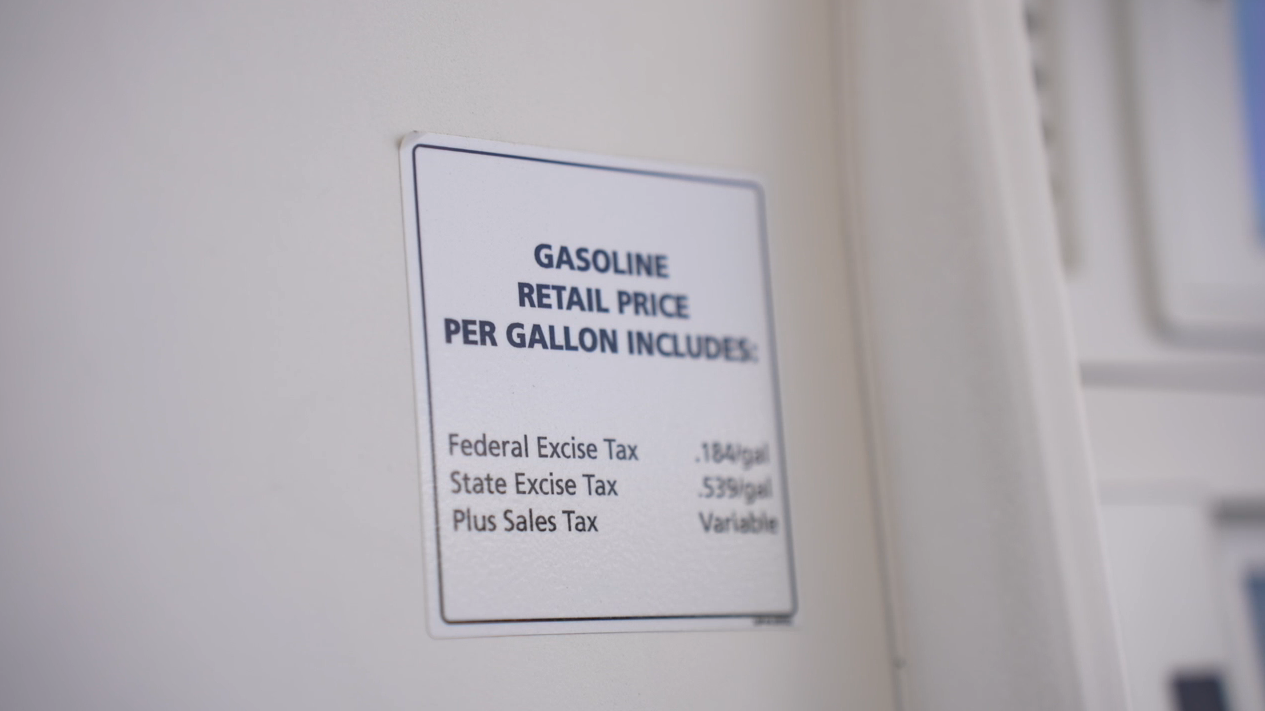 GASOLINE
RETAIL PRICE
PER GALLON INCLUDES:
Federal Excise Tax .184/gal
State Excise Tax .539/gal
Plus Sales Tax Variable